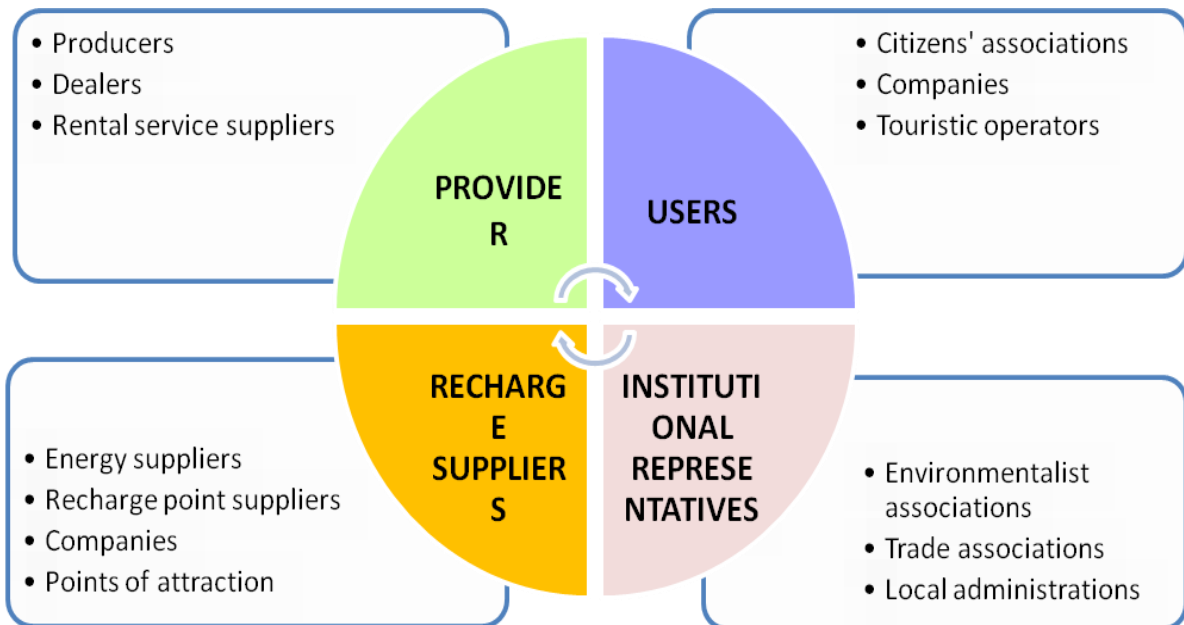 • Producers
• Dealers
• Rental service suppliers
PROVIDE
R
USERS
• Citizens' associations
• Companies
• Touristic operators
• Energy suppliers
• Recharge point suppliers
• Companies
• Points of attraction
RECHARG
E
SUPPLIER
S
INSTITUTI
ONAL
REPRESE
NTATIVES
• Environmentalist
associations
• Trade associations
• Local administrations